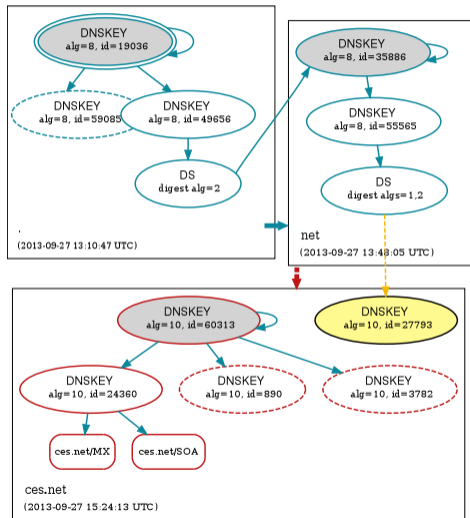 DNSKEY
alg=8, id=19036
DNSKEY
alg=8, id=59085
DNSKEY
alg=8, id=49656
DS
digest alg=2
.
(2013-09-27 13:10:47 UTC)
DNSKEY
alg=8, id=35886
DNSKEY
alg=8, id=55565
DS
digest algs=1,2
net
(2013-09-27 13:48:05 UTC)
DNSKEY
alg=10, id=60313
DNSKEY
alg=10, id=27793
DNSKEY
alg=10, id=24360
DNSKEY
alg=10, id=890
DNSKEY
alg=10, id=3782
ces.net/MX
ces.net/SOA
ces.net
(2013-09-27 15:24:13 UTC)